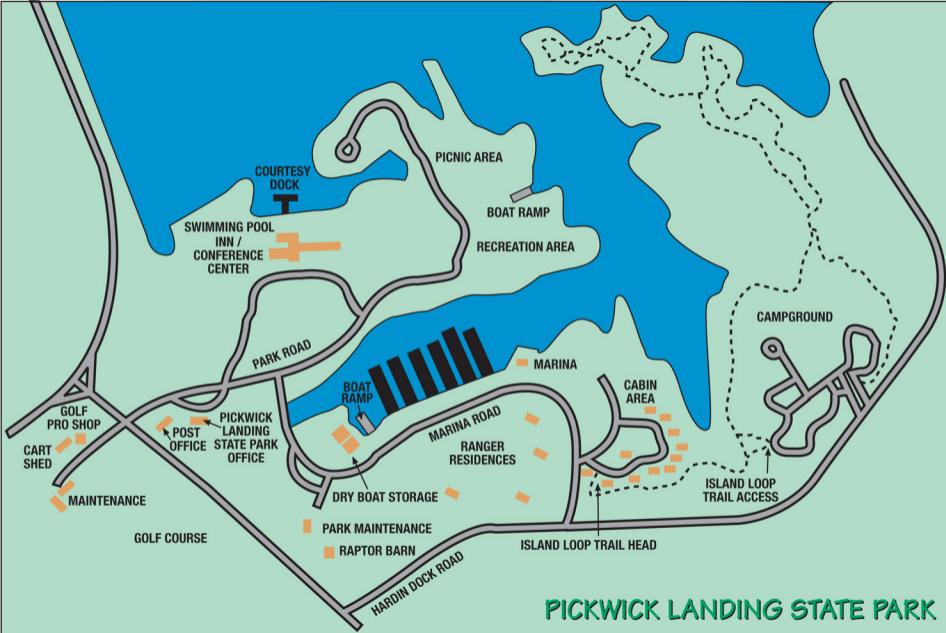 COURTESY
DOCK
PICNIC AREA
BOAT RAMP
SWIMMING POOL
INN /
CONFERENCE
CENTER
RECREATION AREA
CAMPGROUND
PARK ROAD
MARINA
BOAT
RAMP
CABIN
AREA
MARINA ROAD
GOLF
PRO SHOP
POST
OFFICE
PICKWICK
LANDING
STATE PARK
OFFICE
CART
SHED
RANGER
RESIDENCES
MAINTENANCE
DRY BOAT STORAGE
ISLAND LOOP
TRAIL ACCESS
GOLF COURSE
PARK MAINTENANCE
RAPTOR BARN
ISLAND LOOP TRAIL HEAD
HARDIN DOCK ROAD
PICKWICK LANDING STATE PARK